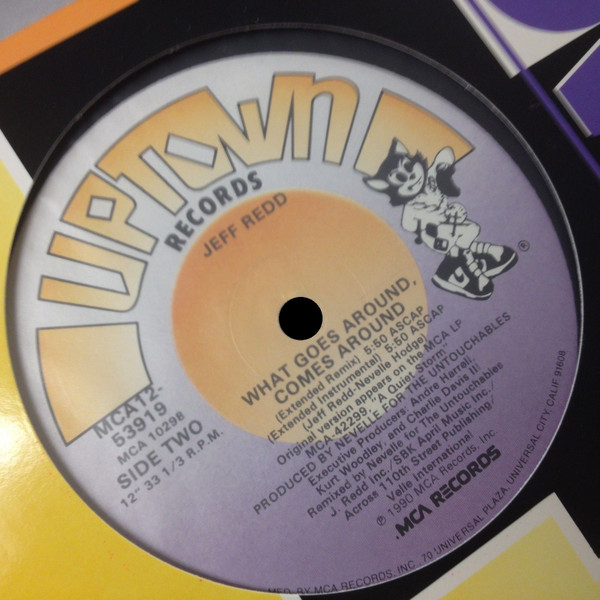 UPTOWN
RECORDS
JEFF REDD
WHAT GOES AROUND,
COMES AROUND
(Extended Remix) 5:50 ASCAP
(Extended Instrumental) 5:50 ASCAP
(Jeff Redd-Nevelle Hodge)
Original version appears on the MCA LP
MCA-42299, "A Quiet Storm
PRODUCED BY NEVELLE FOR THE UNTOUCHABLES
Executive Producers: Andre Harrell,
Kurt Woodley and Charlie Davis III
Remixed by Nevelle for The Untouchables
J. Redd Inc./SBK April Music Inc./
Across 110th Street Publishing/
Velle International
℗ 1990 MCA Records, Inc.
MCA RECORDS
MCA12-
53919
MCA 10298
SIDE TWO
12" 33 1/3 R.P.M.
®
MFD. BY MCA RECORDS, INC. 70 UNIVERSAL PLAZA, UNIVERSAL CITY, CALIF. 91608